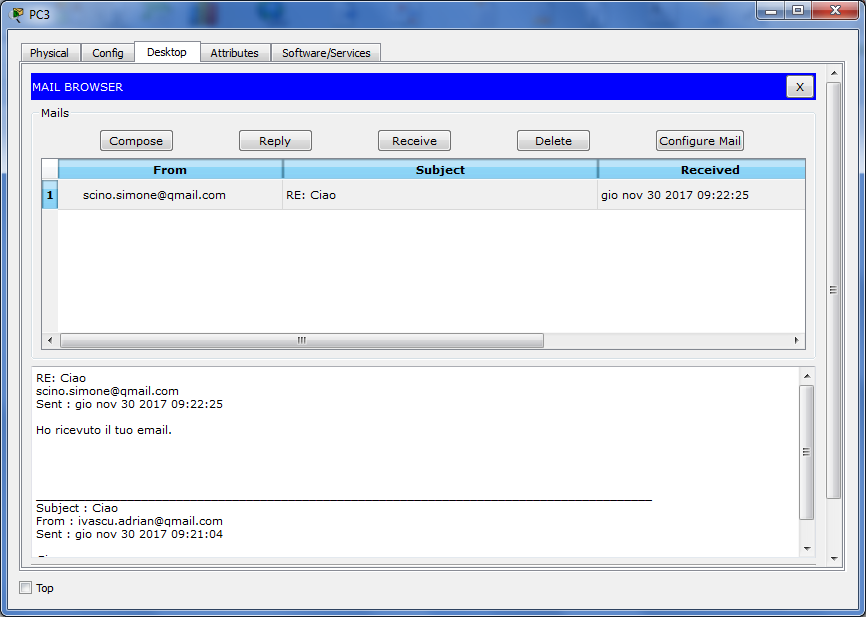 PC3
Physical Config Desktop Attributes Software/Services
MAIL BROWSER X
Mails
Compose Reply Receive Delete Configure Mail
From Subject Received
1 scino.simone@qmail.com RE: Ciao gio nov 30 2017 09:22:25
RE: Ciao
scino.simone@qmail.com
Sent : gio nov 30 2017 09:22:25
Ho ricevuto il tuo email.
Subject : Ciao
From : ivascu.adrian@qmail.com
Sent : gio nov 30 2017 09:21:04
Top